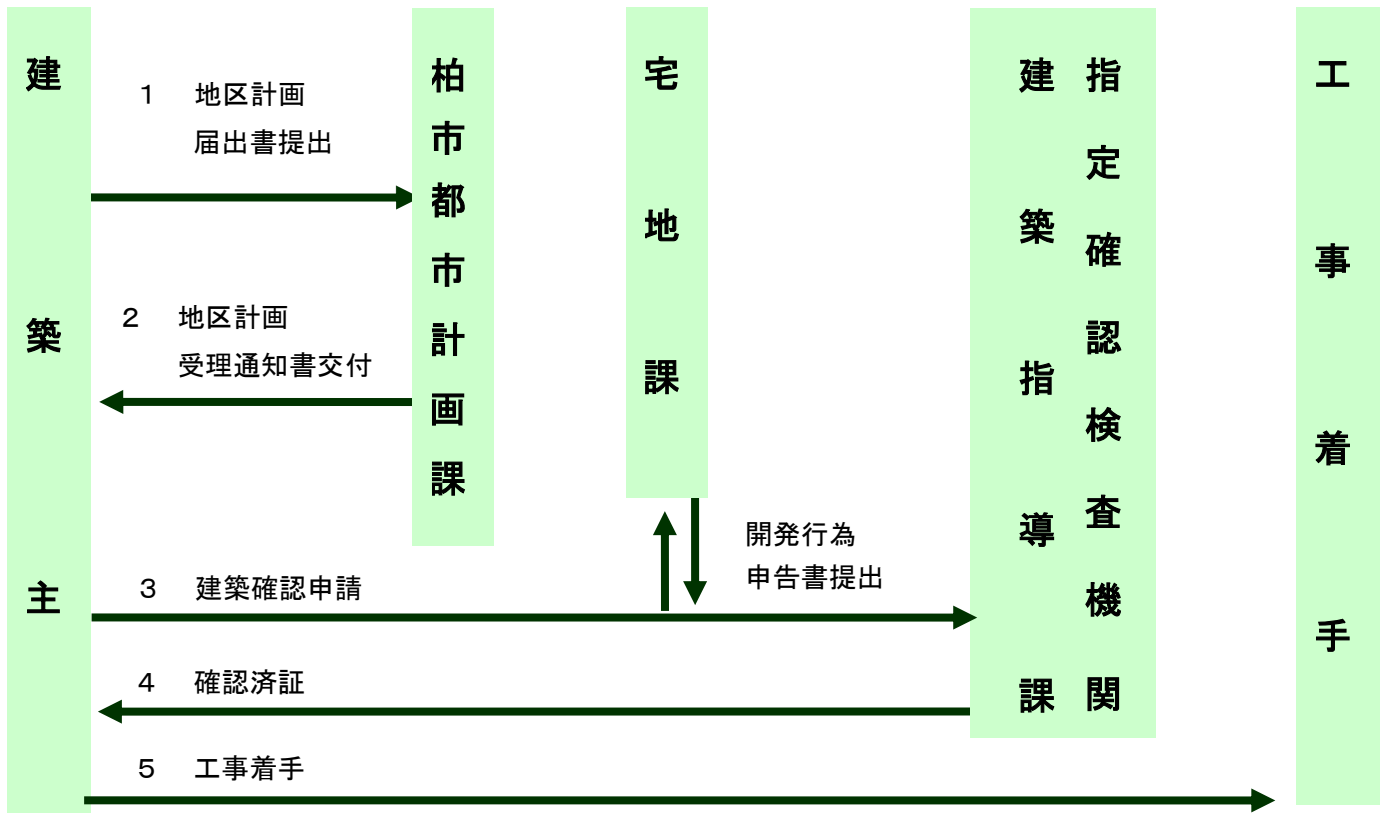 建築主
１　地区計画
届出書提出
２　地区計画
受理通知書交付
３　建築確認申請
４　確認済証
５　工事着手
柏市都市計画課
宅地課
開発行為
申告書提出
指定確認検査機関
建築指導課
工事着手